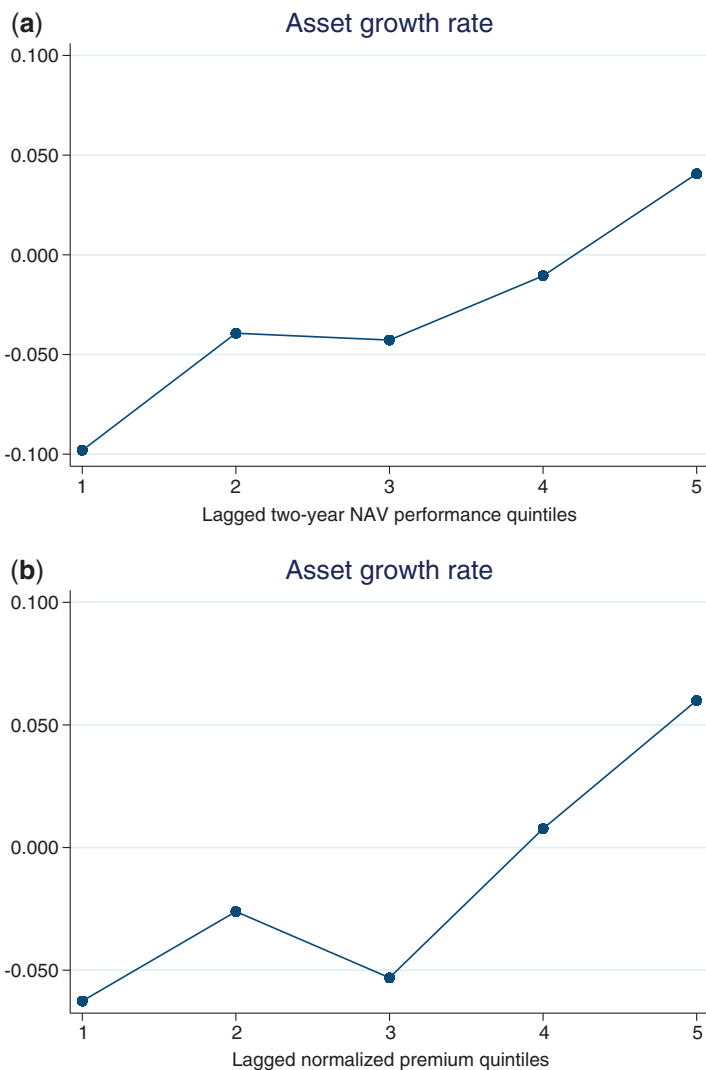 (a) Asset growth rate
0.100
0.050
0.000
-0.050
-0.100
1 2 3 4 5
Lagged two-year NAV performance quintiles
(b) Asset growth rate
0.100
0.050
0.000
-0.050
1 2 3 4 5
Lagged normalized premium quintiles